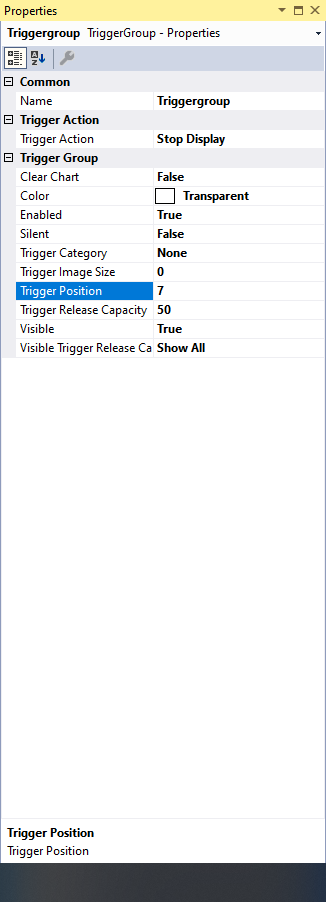 Properties
Triggergroup TriggerGroup - Properties
Common
Name Triggergroup
Trigger Action
Trigger Action Stop Display
Trigger Group
Clear Chart False
Color Transparent
Enabled True
Silent False
Trigger Category None
Trigger Image Size 0
Trigger Position 7
Trigger Release Capacity 50
Visible True
Visible Trigger Release Ca Show All
Trigger Position
Trigger Position